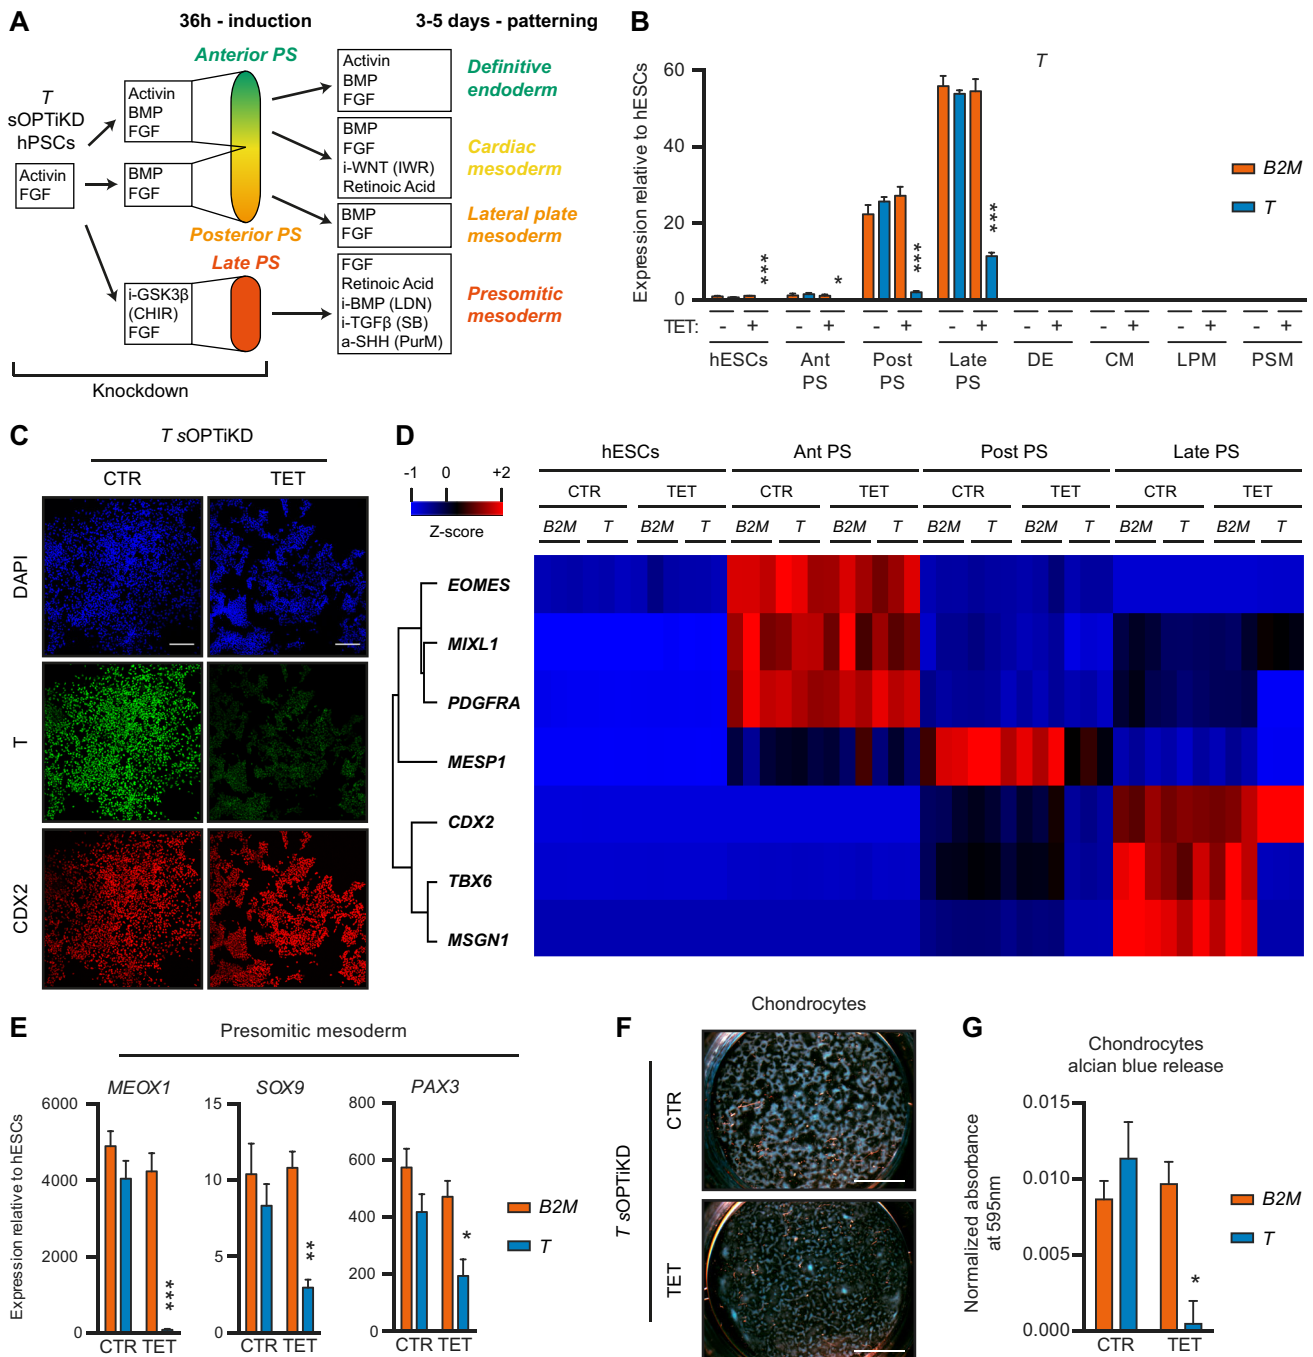 A
36h - induction
3-5 days - patterning
Anterior PS
T
sOPTiKD
hPSCs
Activin
FGF
Activin
BMP
FGF
BMP
FGF
Posterior PS
Late PS
i-GSK3β
(CHIR)
FGF
Activin
BMP
FGF
Definitive
endoderm
BMP
FGF
i-WNT (IWR)
Retinoic Acid
Cardiac
mesoderm
BMP
FGF
Lateral plate
mesoderm
FGF
Retinoic Acid
i-BMP (LDN)
i-TGFβ (SB)
a-SHH (PurM)
Presomitic
mesoderm
Knockdown
B
T
Expression relative to hESCs
60
40
20
0
***
*
***
***
B2M
T
TET: - + - + - + - + - + - + - + - +
hESCs
Ant
PS
Post
PS
Late
PS
DE
CM
LPM
PSM
C
T sOPTiKD
CTR TET
DAPI
T
CDX2
D
-1 0 +2
Z-score
hESCs Ant PS Post PS Late PS
CTR TET CTR TET CTR TET CTR TET
B2M T B2M T B2M T B2M T B2M T B2M T B2M T B2M T
EOMES
MIXL1
PDGFRA
MESP1
CDX2
TBX6
MSGN1
E
Presomitic mesoderm
Expression relative to hESCs
MEOX1
6000
4000
2000
0
***
CTR TET
SOX9
15
10
5
0
**
CTR TET
PAX3
800
600
400
200
0
*
CTR TET
B2M
T
F
Chondrocytes
T sOPTiKD
CTR
TET
G
Chondrocytes
alcian blue release
Normalized absorbance
at 595nm
0.015
0.010
0.005
0.000
*
CTR TET
B2M
T